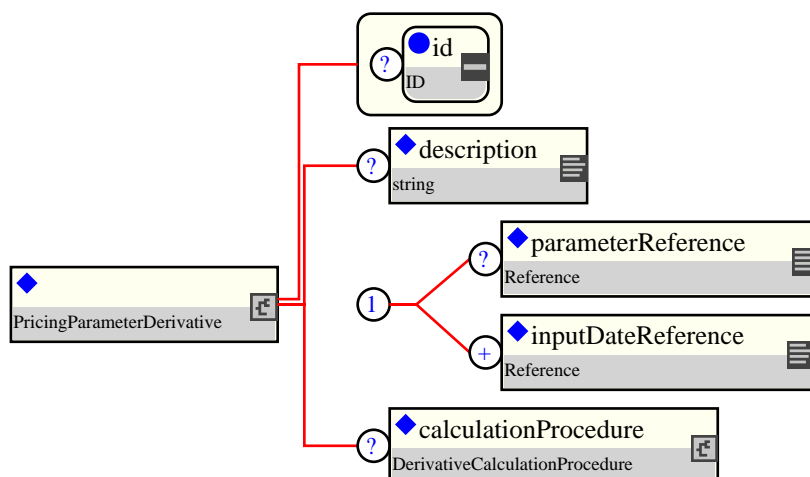 id
?
ID
description
?
string
parameterReference
?
Reference
PricingParameterDerivative
1
inputDateReference
+
Reference
calculationProcedure
?
DerivativeCalculationProcedure